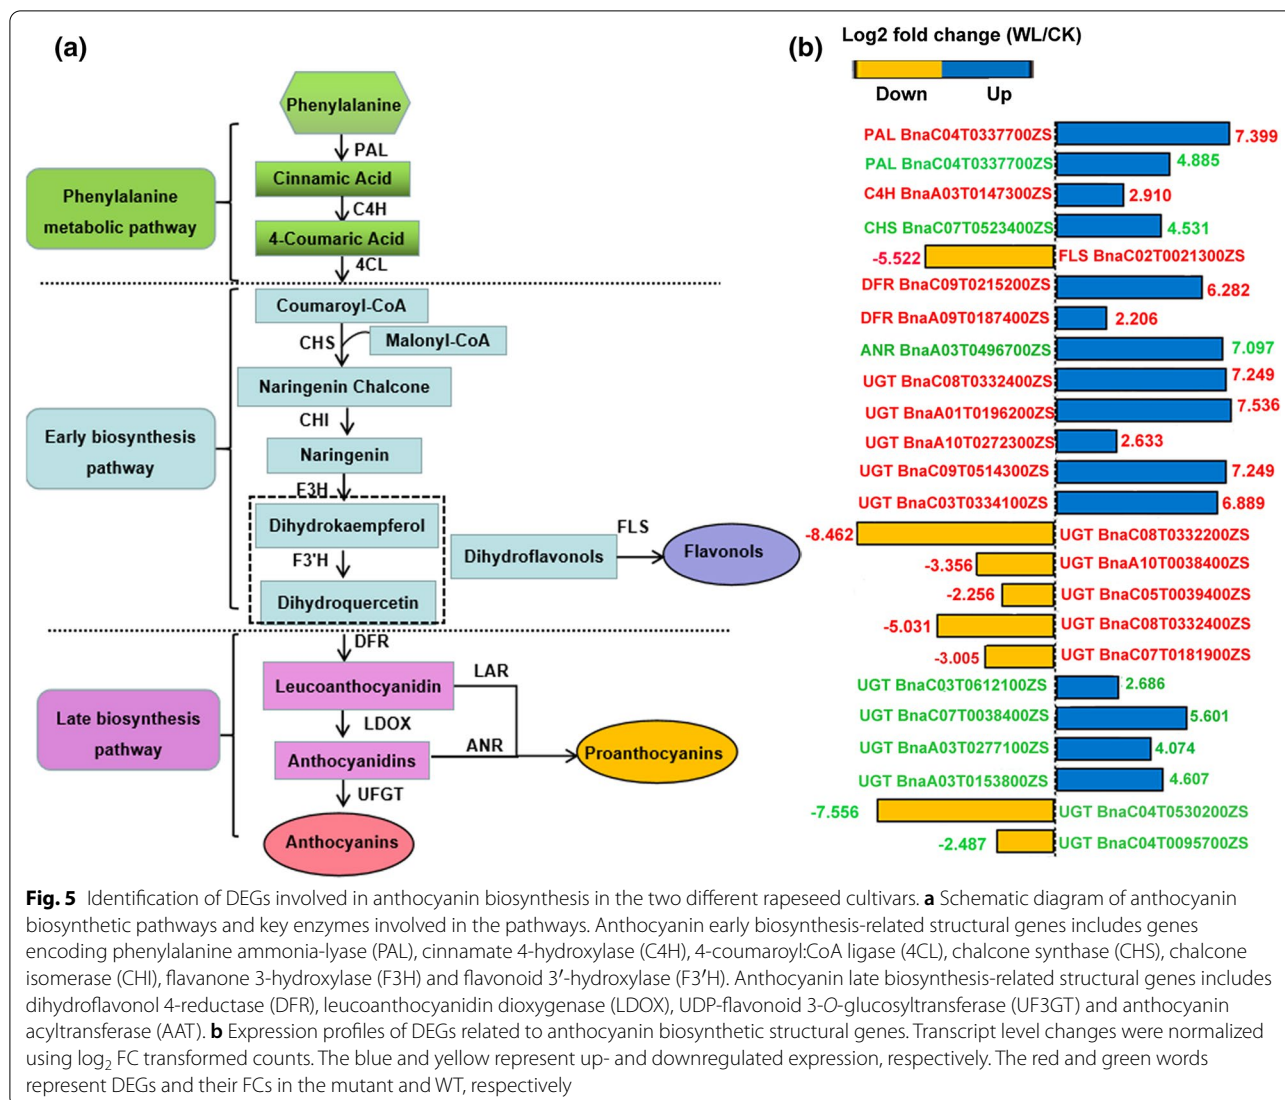 (a)
Phenylalanine
PAL
Cinnamic Acid
C4H
4-Coumaric Acid
4CL
Phenylalanine
metabolic pathway
Coumaroyl-CoA
CHS
Malonyl-CoA
Naringenin Chalcone
CHI
Naringenin
F3H
Dihydrokaempferol
F3'H
Dihydroquercetin
Early biosynthesis
pathway
Dihydroflavonols
FLS
Flavonols
DFR
Leucoanthocyanidin
LAR
LDOX
Anthocyanidins
ANR
Proanthocyanins
UFGT
Anthocyanins
Late biosynthesis
pathway
(b)
Log2 fold change (WL/CK)
Down Up
PAL BnaC04T0337700ZS 7.399
PAL BnaC04T0337700ZS 4.885
C4H BnaA03T0147300ZS 2.910
CHS BnaC07T0523400ZS 4.531
-5.522 FLS BnaC02T0021300ZS
DFR BnaC09T0215200ZS 6.282
DFR BnaA09T0187400ZS 2.206
ANR BnaA03T0496700ZS 7.097
UGT BnaC08T0332400ZS 7.249
UGT BnaA01T0196200ZS 7.536
UGT BnaA10T0272300ZS 2.633
UGT BnaC09T0514300ZS 7.249
UGT BnaC03T0334100ZS 6.889
-8.462 UGT BnaC08T0332200ZS
-3.356 UGT BnaA10T0038400ZS
-2.256 UGT BnaC05T0039400ZS
-5.031 UGT BnaC08T0332400ZS
-3.005 UGT BnaC07T0181900ZS
UGT BnaC03T0612100ZS 2.686
UGT BnaC07T0038400ZS 5.601
UGT BnaA03T0277100ZS 4.074
UGT BnaA03T0153800ZS 4.607
-7.556 UGT BnaC04T0530200ZS
-2.487 UGT BnaC04T0095700ZS
Fig. 5 Identification of DEGs involved in anthocyanin biosynthesis in the two different rapeseed cultivars. a Schematic diagram of anthocyanin
biosynthetic pathways and key enzymes involved in the pathways. Anthocyanin early biosynthesis-related structural genes includes genes
encoding phenylalanine ammonia-lyase (PAL), cinnamate 4-hydroxylase (C4H), 4-coumaroyl:CoA ligase (4CL), chalcone synthase (CHS), chalcone
isomerase (CHI), flavanone 3-hydroxylase (F3H) and flavonoid 3′-hydroxylase (F3′H). Anthocyanin late biosynthesis-related structural genes includes
dihydroflavonol 4-reductase (DFR), leucoanthocyanidin dioxygenase (LDOX), UDP-flavonoid 3-O-glucosyltransferase (UF3GT) and anthocyanin
acyltransferase (AAT). b Expression profiles of DEGs related to anthocyanin biosynthetic structural genes. Transcript level changes were normalized
using log₂ FC transformed counts. The blue and yellow represent up- and downregulated expression, respectively. The red and green words
represent DEGs and their FCs in the mutant and WT, respectively